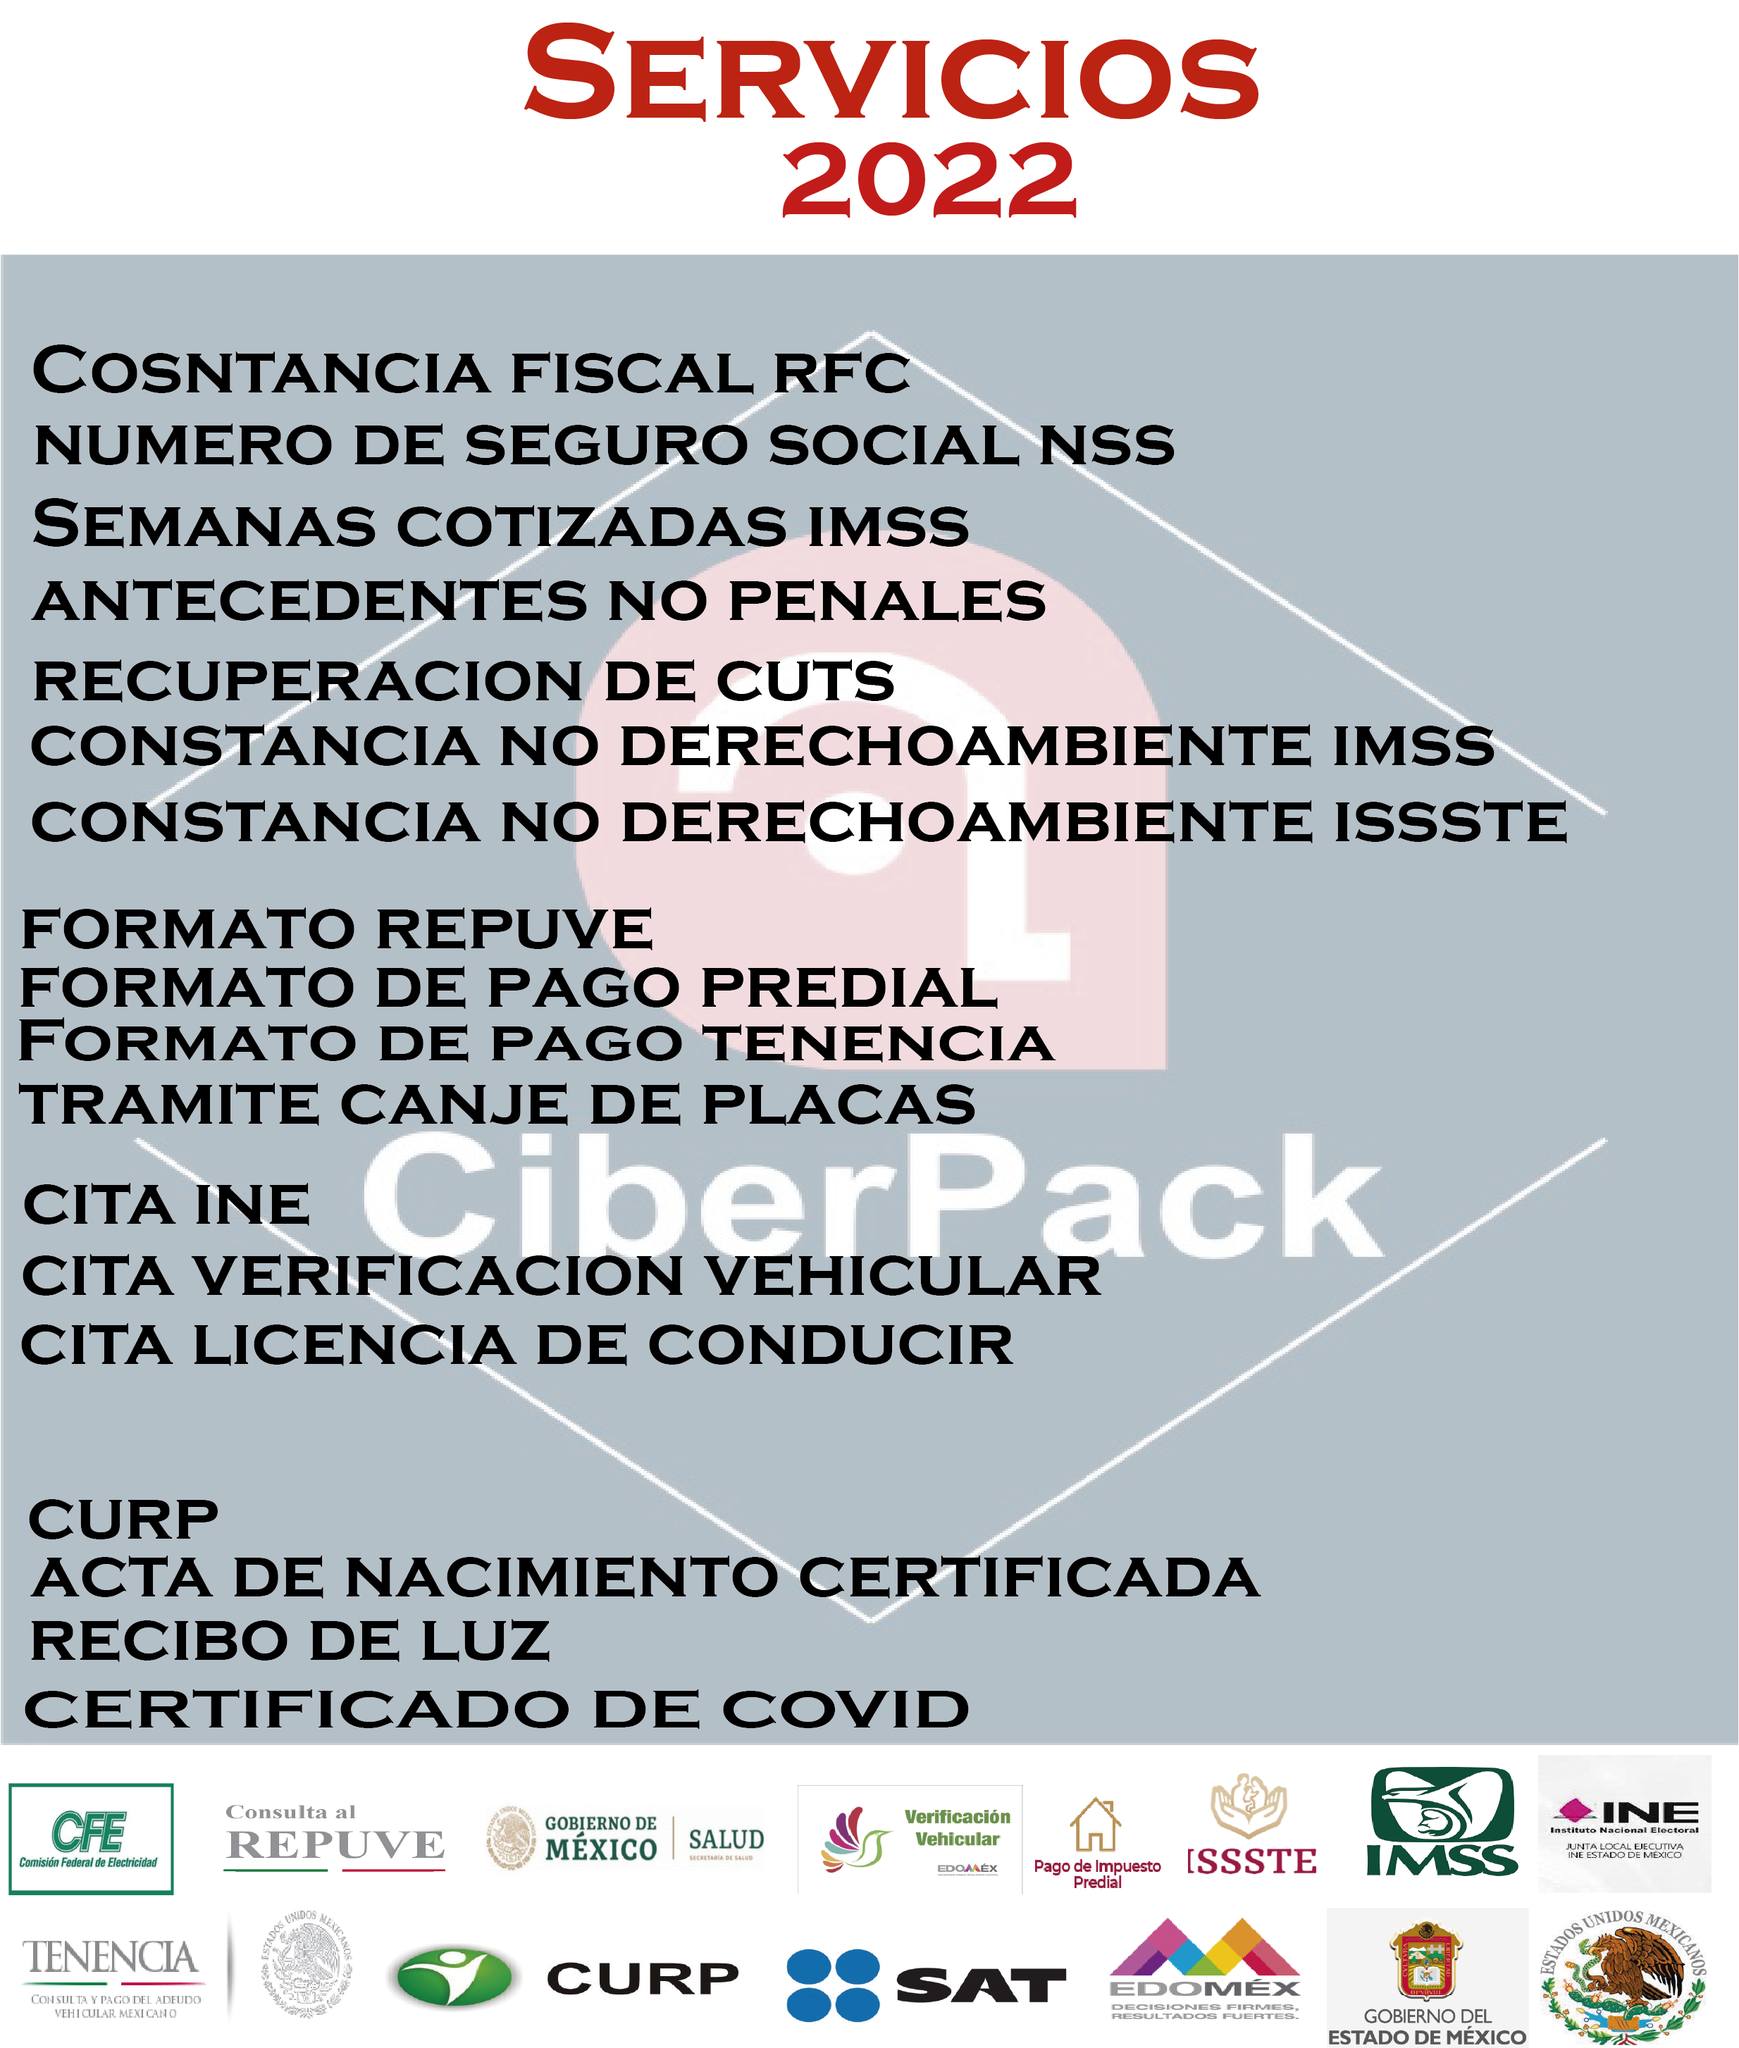 SERVICIOS
2022
COSNTANCIA FISCAL RFC
NUMERO DE SEGURO SOCIAL NSS
SEMANAS COTIZADAS IMSS
ANTECEDENTES NO PENALES
RECUPERACION DE CUTS
CONSTANCIA NO DERECHOAMBIENTE IMSS
CONSTANCIA NO DERECHOAMBIENTE ISSSTE
FORMATO REPUVE
FORMATO DE PAGO PREDIAL
FORMATO DE PAGO TENENCIA
TRAMITE CANJE DE PLACAS
CiberPack
CITA INE
CITA VERIFICACION VEHICULAR
CITA LICENCIA DE CONDUCIR
CURP
ACTA DE NACIMIENTO CERTIFICADA
RECIBO DE LUZ
CERTIFICADO DE COVID
CFE
Comisión Federal de Electricidad
Consulta al
REPUVE
GOBIERNO DE
MÉXICO
SALUD
SECRETARÍA DE SALUD
Verificación
Vehicular
EDOMÉX
Pago de Impuesto
Predial
ISSSTE
IMSS
INE
Instituto Nacional Electoral
JUNTA LOCAL EJECUTIVA
INE ESTADO DE MÉXICO
TENENCIA
CONSULTA Y PAGO DEL ADEUDO
VEHICULAR MEXICANO
ESTADOS UNIDOS MEXICANOS
CURP
SAT
EDOMÉX
DECISIONES FIRMES,
RESULTADOS FUERTES.
GOBIERNO DEL
ESTADO DE MÉXICO
ESTADOS UNIDOS MEXICANOS